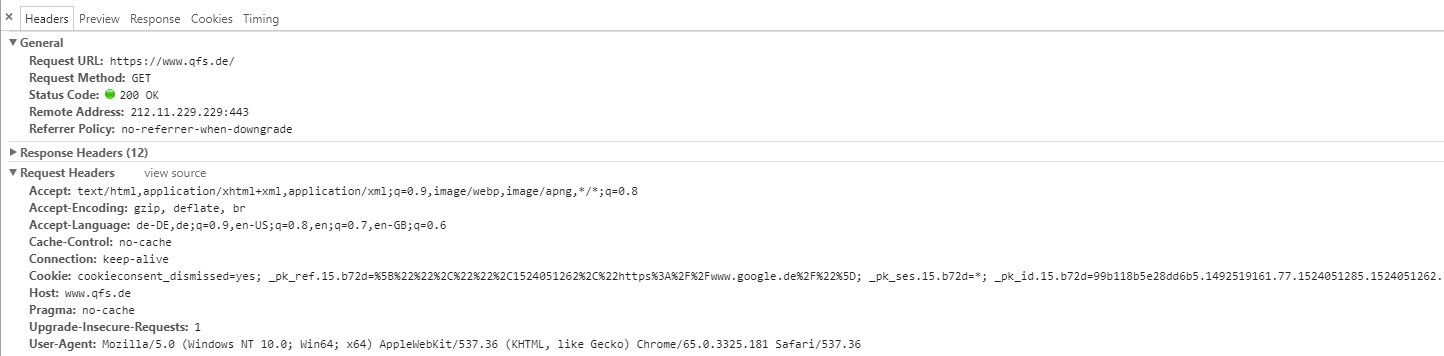 × Headers Preview Response Cookies Timing
▼ General
Request URL: https://www.qfs.de/
Request Method: GET
Status Code: 200 OK
Remote Address: 212.11.229.229:443
Referrer Policy: no-referrer-when-downgrade
▶ Response Headers (12)
▼ Request Headers view source
Accept: text/html,application/xhtml+xml,application/xml;q=0.9,image/webp,image/apng,*/*;q=0.8
Accept-Encoding: gzip, deflate, br
Accept-Language: de-DE,de;q=0.9,en-US;q=0.8,en;q=0.7,en-GB;q=0.6
Cache-Control: no-cache
Connection: keep-alive
Cookie: cookieconsent_dismissed=yes; _pk_ref.15.b72d=%5B%22%22%2C%22%22%2C1524051262%2C%22https%3A%2F%2Fwww.google.de%2F%22%5D; _pk_ses.15.b72d=*; _pk_id.15.b72d=99b118b5e28dd6b5.1492519161.77.1524051285.1524051262.
Host: www.qfs.de
Pragma: no-cache
Upgrade-Insecure-Requests: 1
User-Agent: Mozilla/5.0 (Windows NT 10.0; Win64; x64) AppleWebKit/537.36 (KHTML, like Gecko) Chrome/65.0.3325.181 Safari/537.36